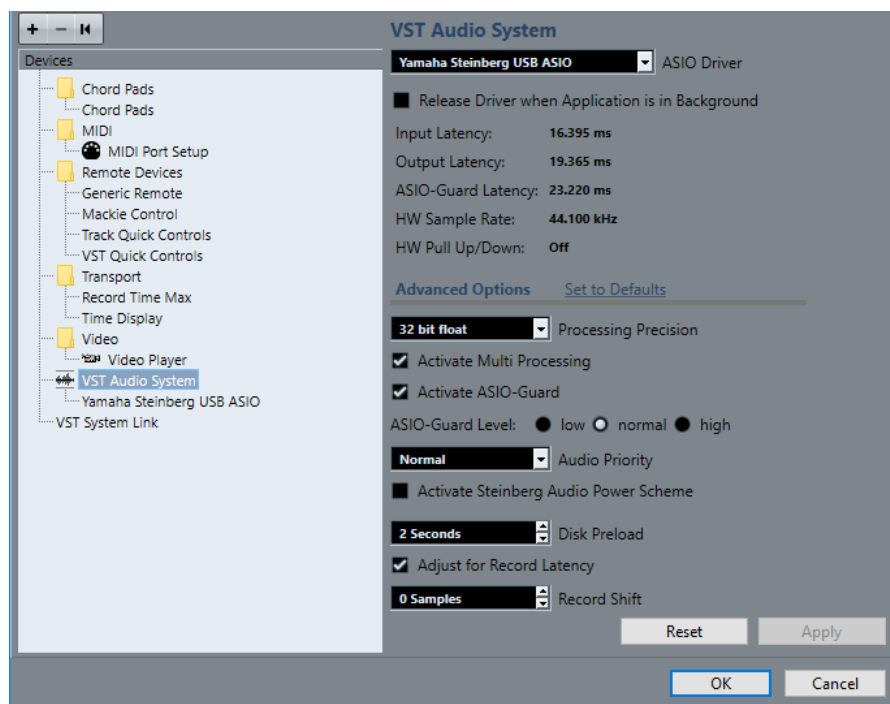 Devices
Chord Pads
Chord Pads
MIDI
MIDI Port Setup
Remote Devices
Generic Remote
Mackie Control
Track Quick Controls
VST Quick Controls
Transport
Record Time Max
Time Display
Video
Video Player
VST Audio System
Yamaha Steinberg USB ASIO
VST System Link
VST Audio System
Yamaha Steinberg USB ASIO ASIO Driver
Release Driver when Application is in Background
Input Latency: 16.395 ms
Output Latency: 19.365 ms
ASIO-Guard Latency: 23.220 ms
HW Sample Rate: 44.100 kHz
HW Pull Up/Down: Off
Advanced Options Set to Defaults
32 bit float Processing Precision
Activate Multi Processing
Activate ASIO-Guard
ASIO-Guard Level: low normal high
Normal Audio Priority
Activate Steinberg Audio Power Scheme
2 Seconds Disk Preload
Adjust for Record Latency
0 Samples Record Shift
Reset Apply
OK Cancel